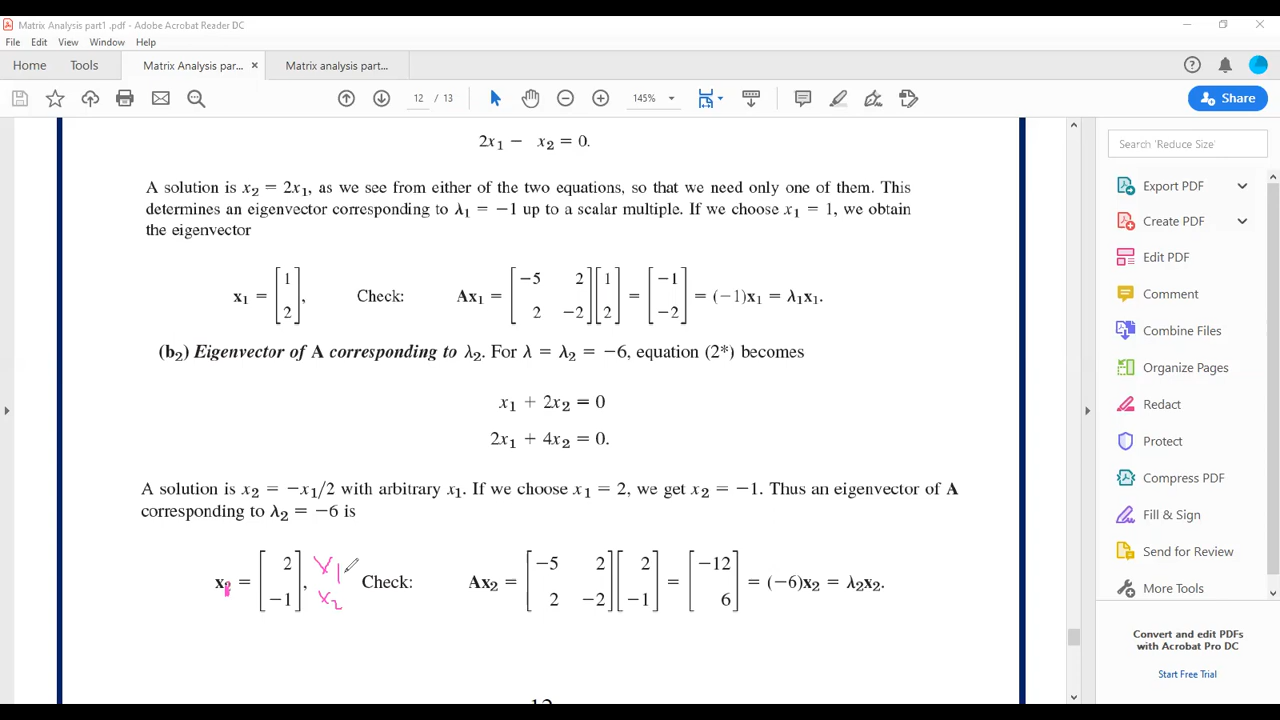 Matrix Analysis part1 .pdf - Adobe Acrobat Reader DC
File Edit View Window Help
Home Tools Matrix Analysis par... × Matrix analysis part...
12 / 13 145% Share
2x₁ − x₂ = 0.
A solution is x₂ = 2x₁, as we see from either of the two equations, so that we need only one of them. This
determines an eigenvector corresponding to λ₁ = −1 up to a scalar multiple. If we choose x₁ = 1, we obtain
the eigenvector
x₁ = [1 2], Check: Ax₁ = [−5 2 2 −2] [1 2] = [−1 −2] = (−1)x₁ = λ₁x₁.
(b₂) Eigenvector of A corresponding to λ₂. For λ = λ₂ = −6, equation (2*) becomes
x₁ + 2x₂ = 0
2x₁ + 4x₂ = 0.
A solution is x₂ = −x₁/2 with arbitrary x₁. If we choose x₁ = 2, we get x₂ = −1. Thus an eigenvector of A
corresponding to λ₂ = −6 is
x₂ = [2 −1], x₁ x₂ Check: Ax₂ = [−5 2 2 −2] [2 −1] = [−12 6] = (−6)x₂ = λ₂x₂.
Search 'Reduce Size'
Export PDF
Create PDF
Edit PDF
Comment
Combine Files
Organize Pages
Redact
Protect
Compress PDF
Fill & Sign
Send for Review
More Tools
Convert and edit PDFs
with Acrobat Pro DC
Start Free Trial